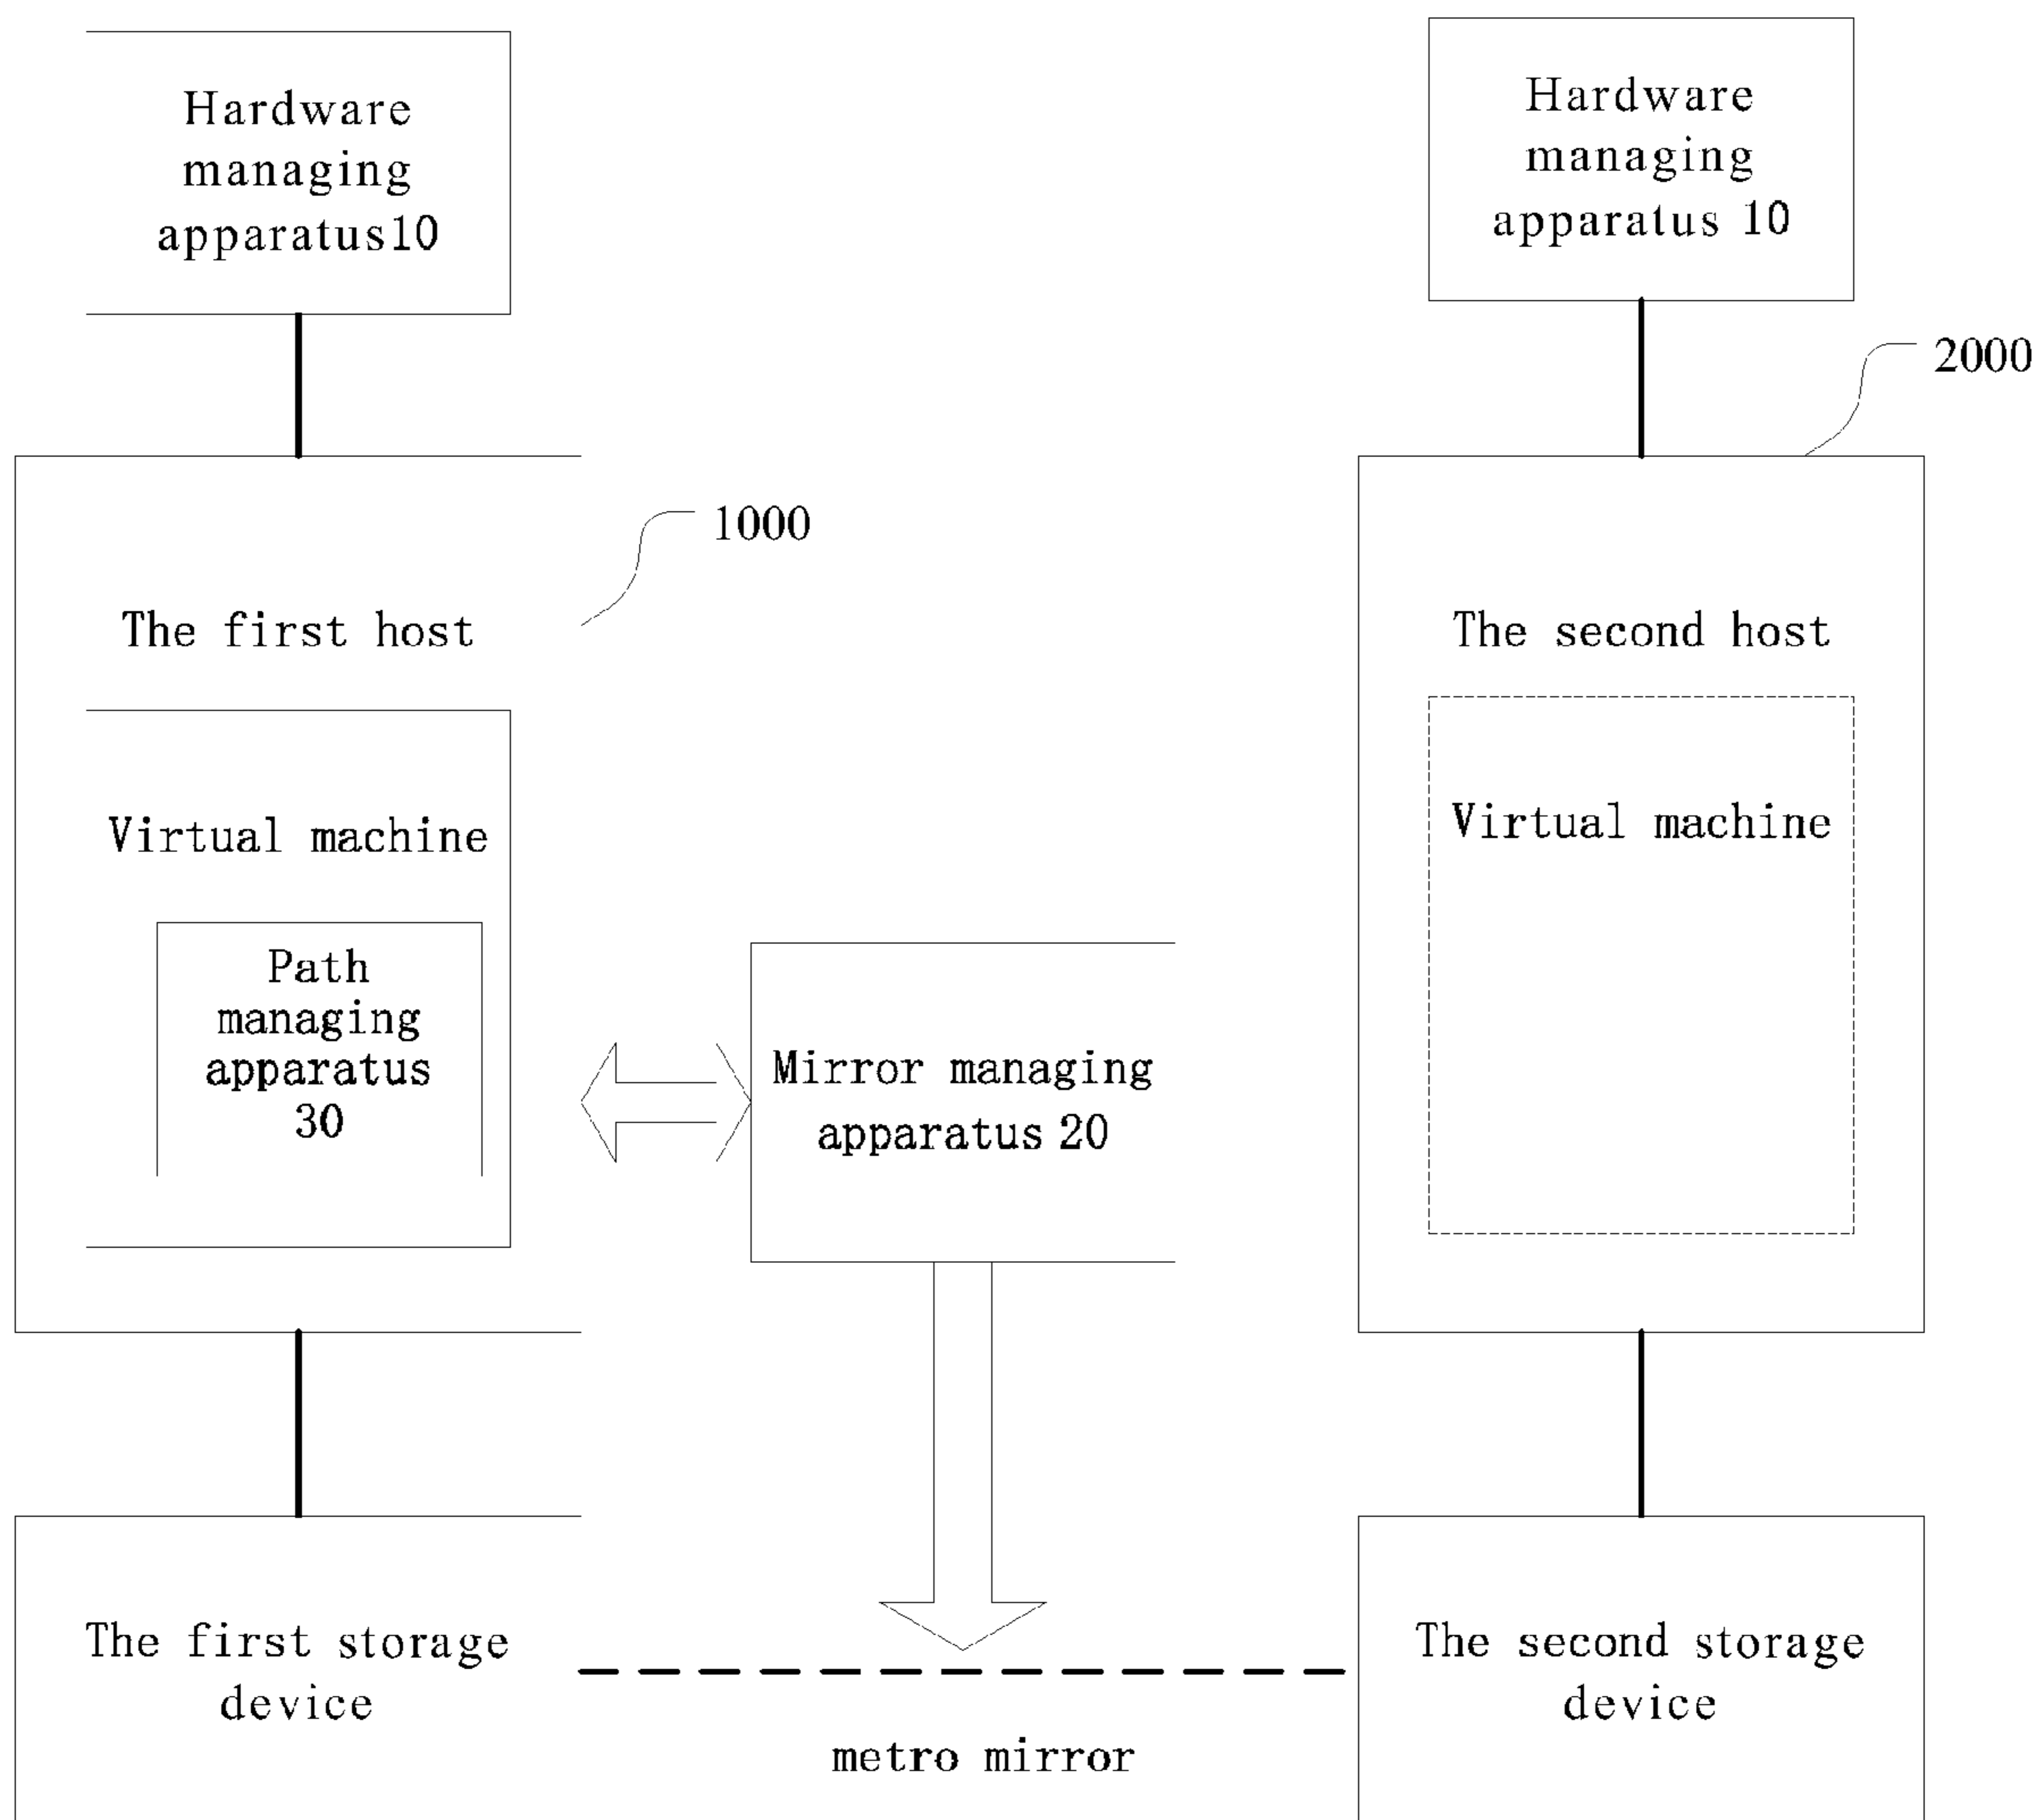 Hardware
managing
apparatus10
Hardware
managing
apparatus 10
2000
1000
The first host
The second host
Virtual machine
Virtual machine
Path
managing
apparatus
30
Mirror managing
apparatus 20
The first storage
device
The second storage
device
metro mirror